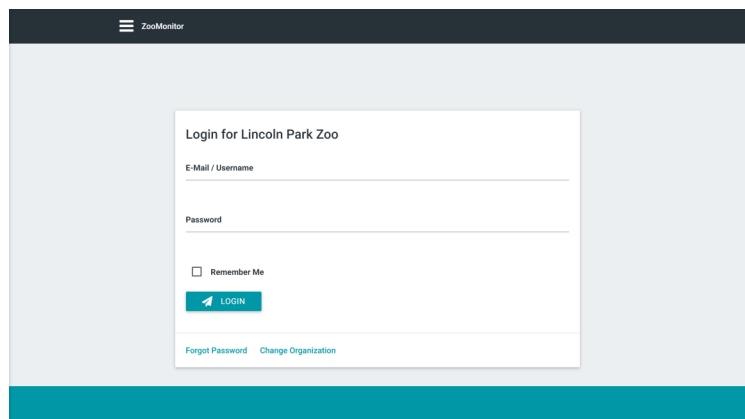 ZooMonitor
Login for Lincoln Park Zoo
E-Mail / Username
Password
Remember Me
LOGIN
Forgot Password Change Organization